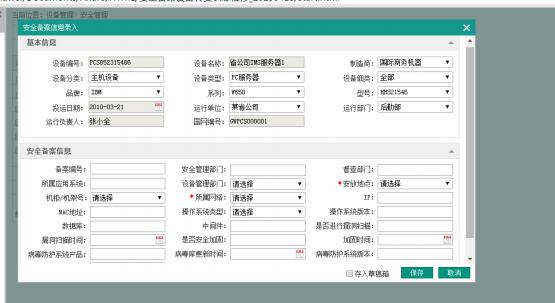 当前位置：设备管理> 安全管理
安全备案信息录入
基本信息
设备编号： PCS052315486 设备名称： 省公司IMS服务器1 制造商： 国际商务机器
设备分类： 主机设备 设备类型： PC服务器 设备细类： 全部
品牌： IBM 系列： W650 型号： XH321546
投运日期： 2010-03-21 运行单位： 某省公司 运行部门： 后勤部
运行负责人： 张小全 国网编号： GWPCS000001
安全备案信息
备案编号： 安全管理部门： 督查部门：
所属应用系统： 设备管理部门： 请选择 *安放地点： 请选择
机柜/机架号： 请选择 *所属网络： 请选择 IP：
MAC地址： 操作系统类型： 请选择 操作系统版本：
数据库： 中间件： 是否进行漏洞扫描：
漏洞扫描时间： 是否安全加固： 加固时间：
病毒防护系统产品： 病毒库更新时间： 病毒防护系统版本：
存入草稿箱 保存 取消